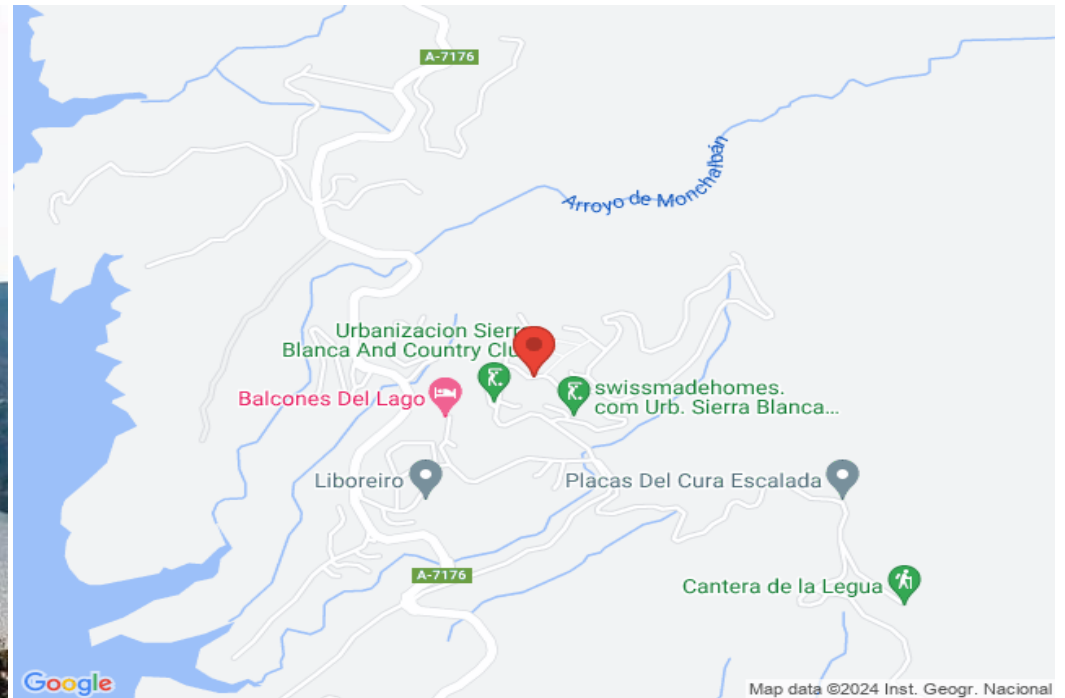 A-7176
Arroyo de Monchalbán
Urbanizacion Sierr
Blanca And Country Clu
Balcones Del Lago
swissmadehomes.
com Urb. Sierra Blanca...
Liboreiro
Placas Del Cura Escalada
A-7176
Cantera de la Legua
Google
Map data ©2024 Inst. Geogr. Nacional